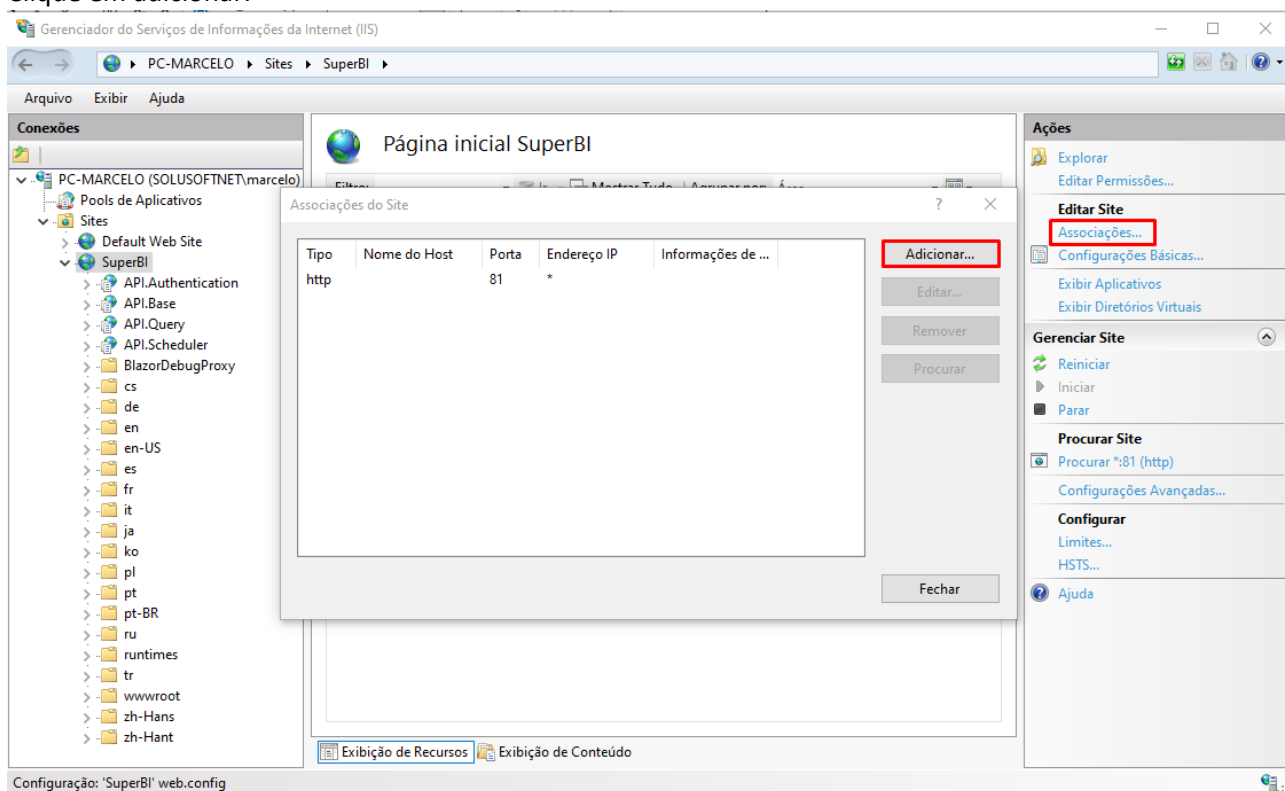 clique em adicionar.
Gerenciador do Serviços de Informações da Internet (IIS)
PC-MARCELO Sites SuperBI
Arquivo Exibir Ajuda
Conexões
PC-MARCELO (SOLUSOFTNET\marcelo)
Pools de Aplicativos
Sites
Default Web Site
SuperBI
API.Authentication
API.Base
API.Query
API.Scheduler
BlazorDebugProxy
cs
de
en
en-US
es
fr
it
ja
ko
pl
pt
pt-BR
ru
runtimes
tr
wwwroot
zh-Hans
zh-Hant
Página inicial SuperBI
Associações do Site
Tipo Nome do Host Porta Endereço IP Informações de ...
http 81 *
Adicionar...
Editar...
Remover
Procurar
Fechar
Exibição de Recursos Exibição de Conteúdo
Ações
Explorar
Editar Permissões...
Editar Site
Associações...
Configurações Básicas...
Exibir Aplicativos
Exibir Diretórios Virtuais
Gerenciar Site
Reiniciar
Iniciar
Parar
Procurar Site
Procurar *:81 (http)
Configurações Avançadas...
Configurar
Limites...
HSTS...
Ajuda
Configuração: 'SuperBI' web.config